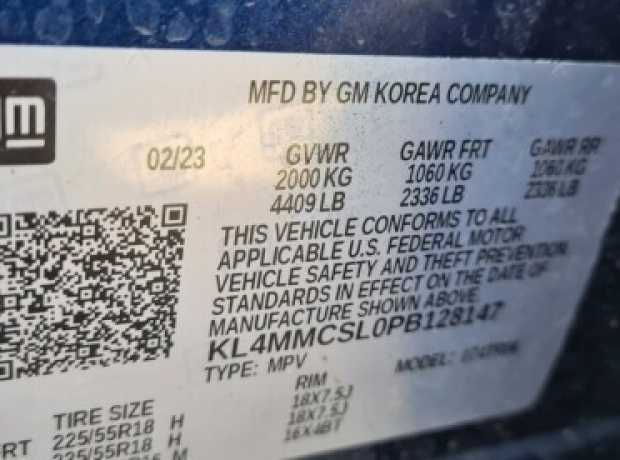 gm
MFD BY GM KOREA COMPANY
02/23 GVWR GAWR FRT GAWR RR
2000 KG 1060 KG 1060 KG
4409 LB 2336 LB 2336 LB
THIS VEHICLE CONFORMS TO ALL
APPLICABLE U.S. FEDERAL MOTOR
VEHICLE SAFETY AND THEFT PREVENTION
STANDARDS IN EFFECT ON THE DATE OF
MANUFACTURE SHOWN ABOVE.
KL4MMCSL0PB128147
TYPE: MPV MODEL:
TIRE SIZE RIM
FRT 225/55R18 H 18X7.5J
225/55R18 H 18X7.5J
M 16X4BT